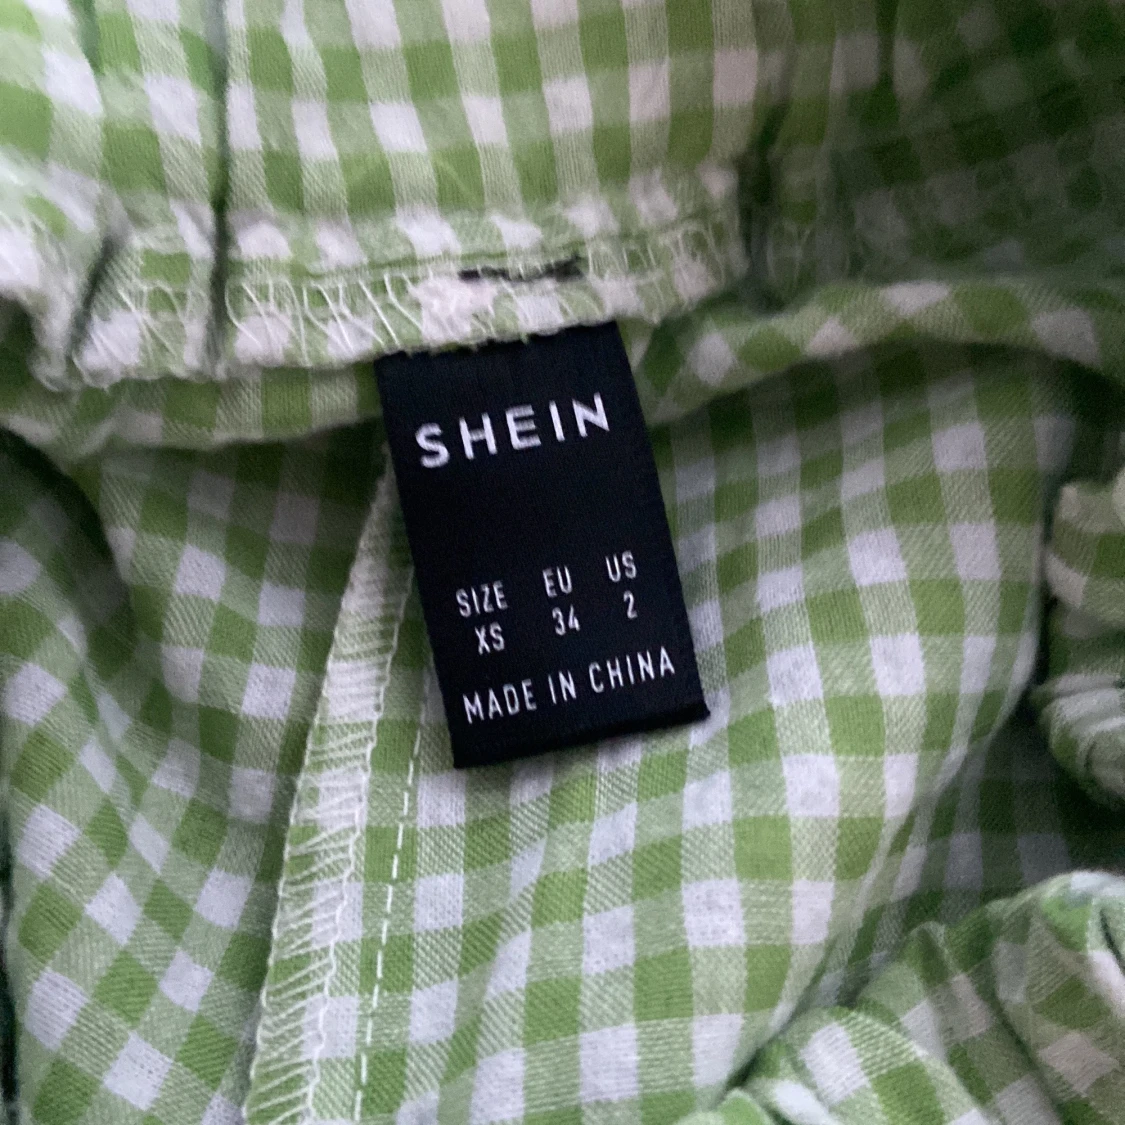 SHEIN
SIZE EU US
XS 34 2
MADE IN CHINA